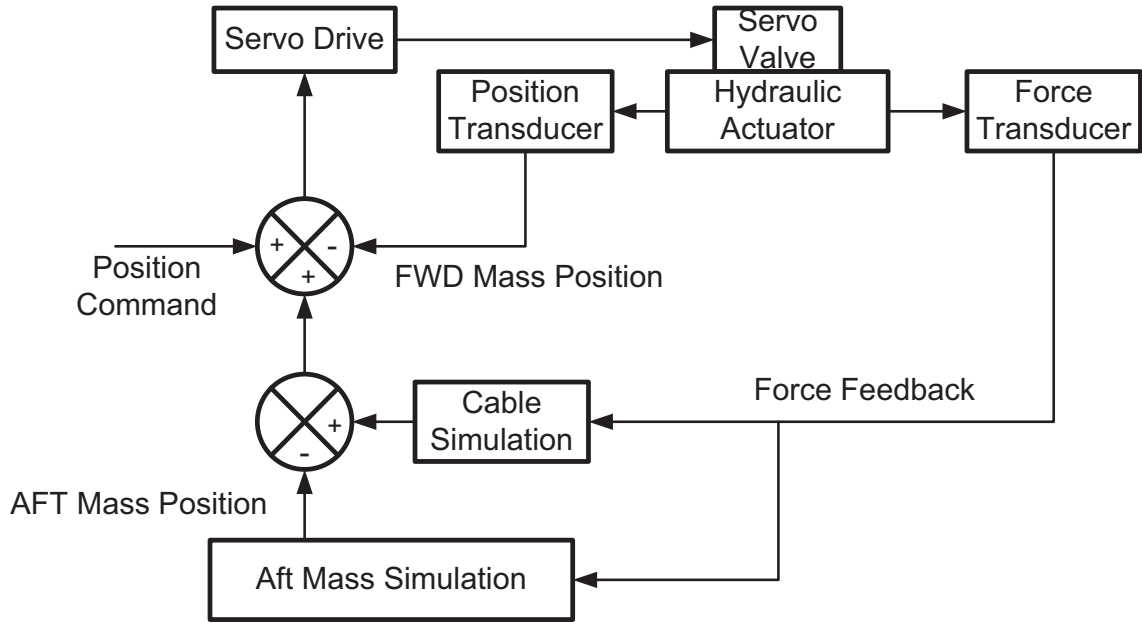 Servo Drive
Servo
Valve
Position
Transducer
Hydraulic
Actuator
Force
Transducer
+
-
+
Position
Command
FWD Mass Position
Force Feedback
Cable
Simulation
+
-
AFT Mass Position
Aft Mass Simulation